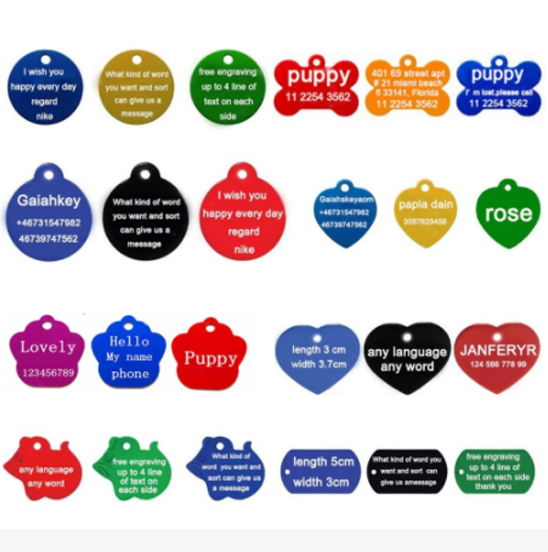 I wish you
happy every day
regard
nike
What kind of word
you want and sort
can give us a
message
free engraving
up to 4 line of
text on each
side
puppy
11 2254 3562
401 69 street apt
# 21 miami beach
fl 33141, Florida
11 2254 3562
puppy
I' m lost,please call
11 2254 3562
Gaiahkey
+46731547982
46739747562
What kind of word
you want and sort
can give us a
message
I wish you
happy every day
regard
nike
Gaiahskeyaom
+46731547982
46739747562
papla dain
3057629456
rose
Lovely
123456789
Hello
My name
phone
Puppy
length 3 cm
width 3.7cm
any language
any word
JANFERYR
124 566 778 99
any language
any word
free engraving
up to 4 line
of text on
each side
What kind of
word you want and
sort can give us
a message
length 5cm
width 3cm
What kind of word you
want and sort can
give us amessage
free engraving
up to 4 line of
text on each side
thank you